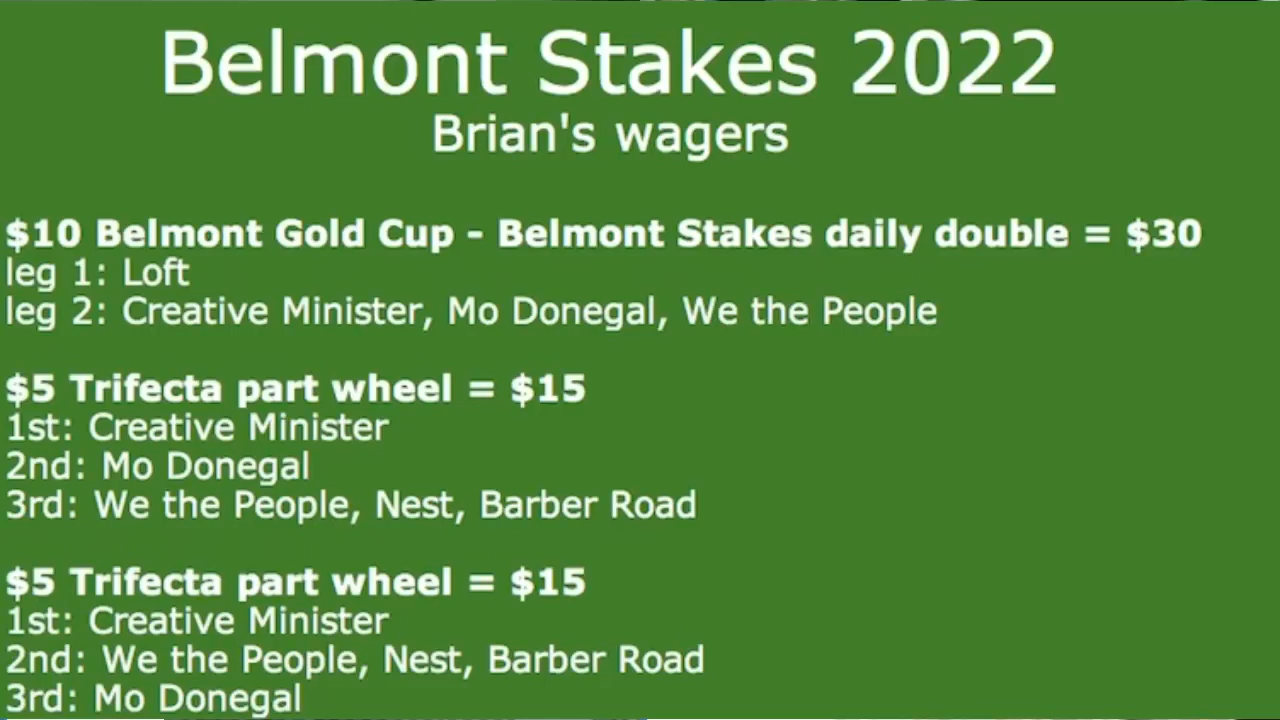 Belmont Stakes 2022
Brian's wagers
$10 Belmont Gold Cup - Belmont Stakes daily double = $30
leg 1: Loft
leg 2: Creative Minister, Mo Donegal, We the People
$5 Trifecta part wheel = $15
1st: Creative Minister
2nd: Mo Donegal
3rd: We the People, Nest, Barber Road
$5 Trifecta part wheel = $15
1st: Creative Minister
2nd: We the People, Nest, Barber Road
3rd: Mo Donegal